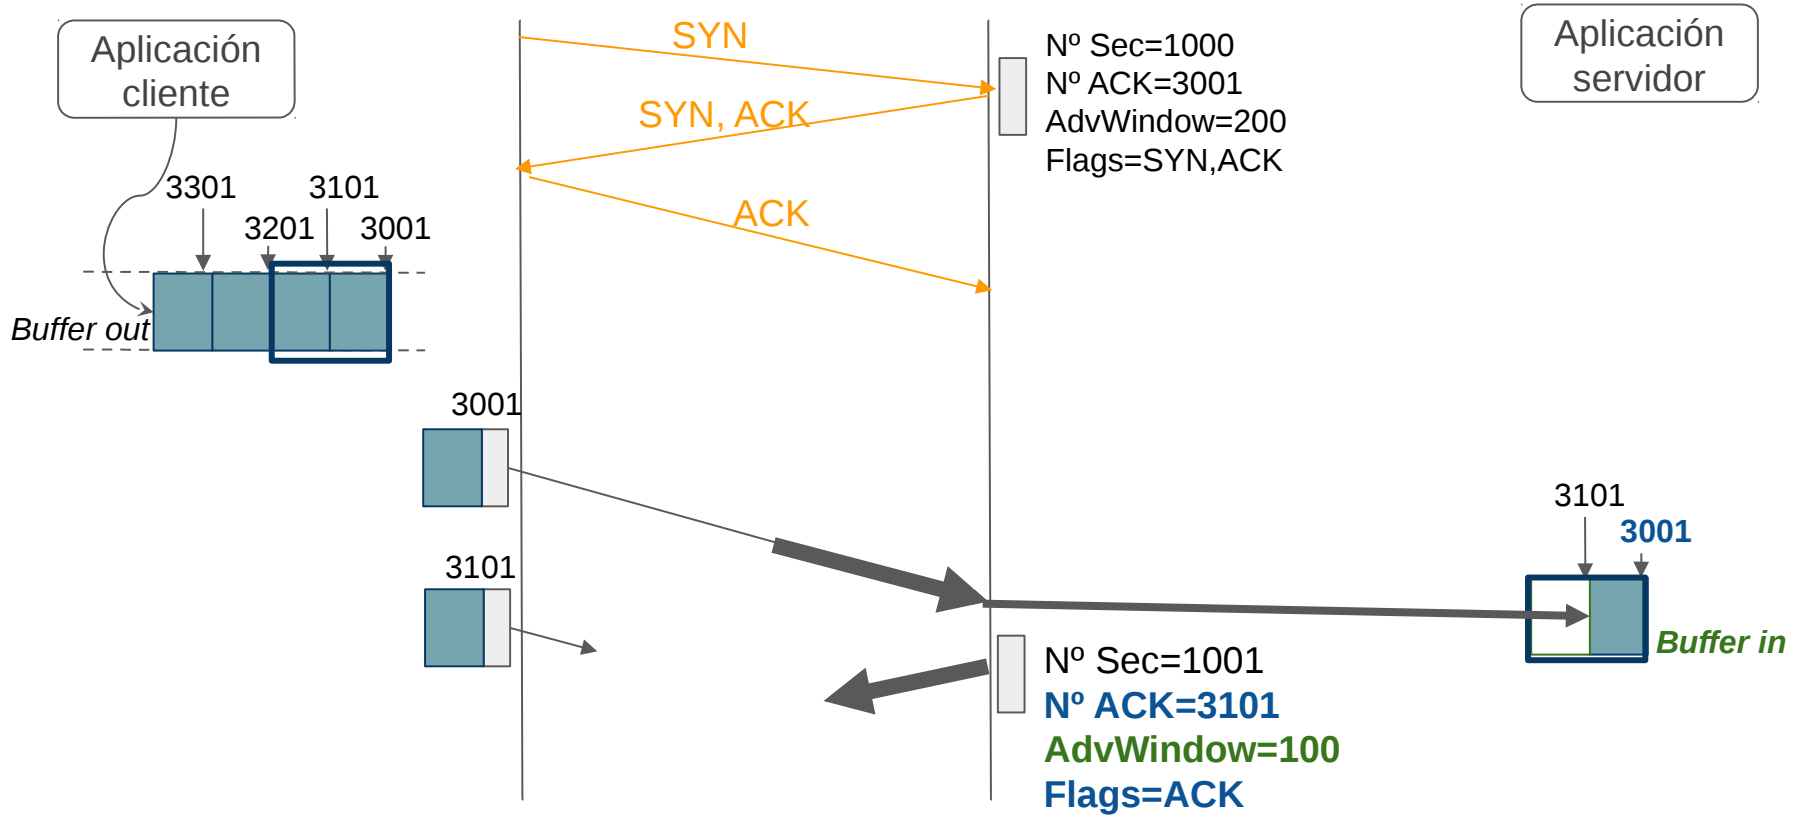 Aplicación
cliente
SYN
Nº Sec=1000
Nº ACK=3001
AdvWindow=200
Flags=SYN,ACK
Aplicación
servidor
SYN, ACK
ACK
3301
3101
3201
3001
Buffer out
3001
3101
3101
3001
Buffer in
Nº Sec=1001
Nº ACK=3101
AdvWindow=100
Flags=ACK